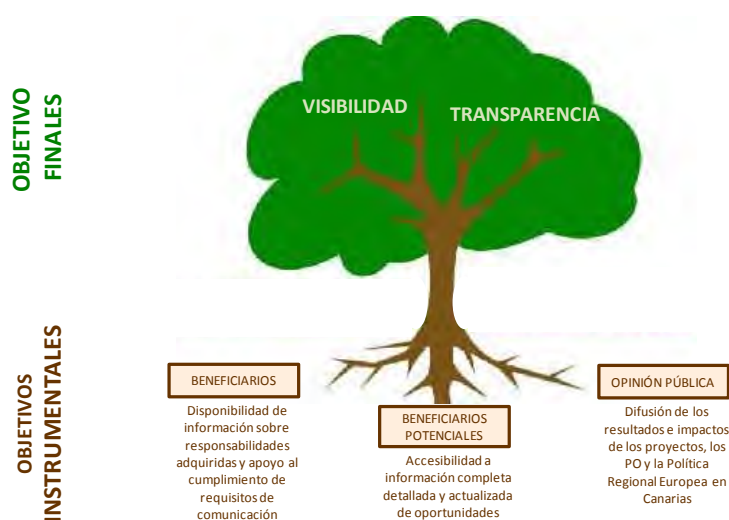 OBJETIVO
FINALES
VISIBILIDAD
TRANSPARENCIA
OBJETIVOS
INSTRUMENTALES
BENEFICIARIOS
Disponibilidad de
información sobre
responsabilidades
adquiridas y apoyo al
cumplimiento de
requisitos de
comunicación
BENEFICIARIOS
POTENCIALES
Accesibilidad a
información completa
detallada y actualizada
de oportunidades
OPINIÓN PÚBLICA
Difusión de los
resultados e impactos
de los proyectos, los
PO y la Política
Regional Europea en
Canarias